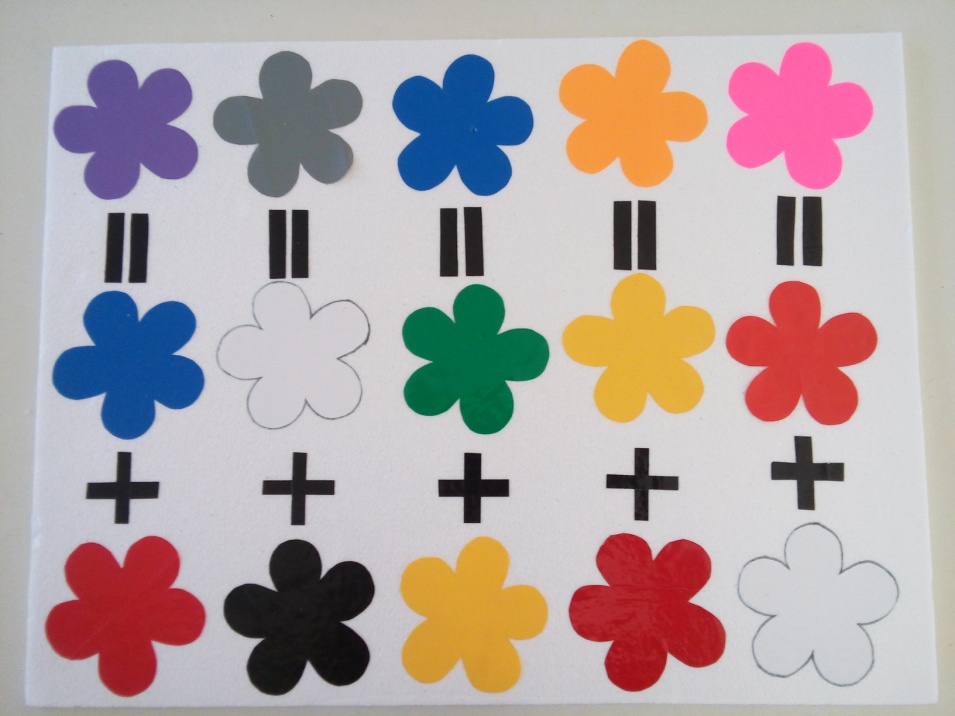 = = = = =
+ + + + +